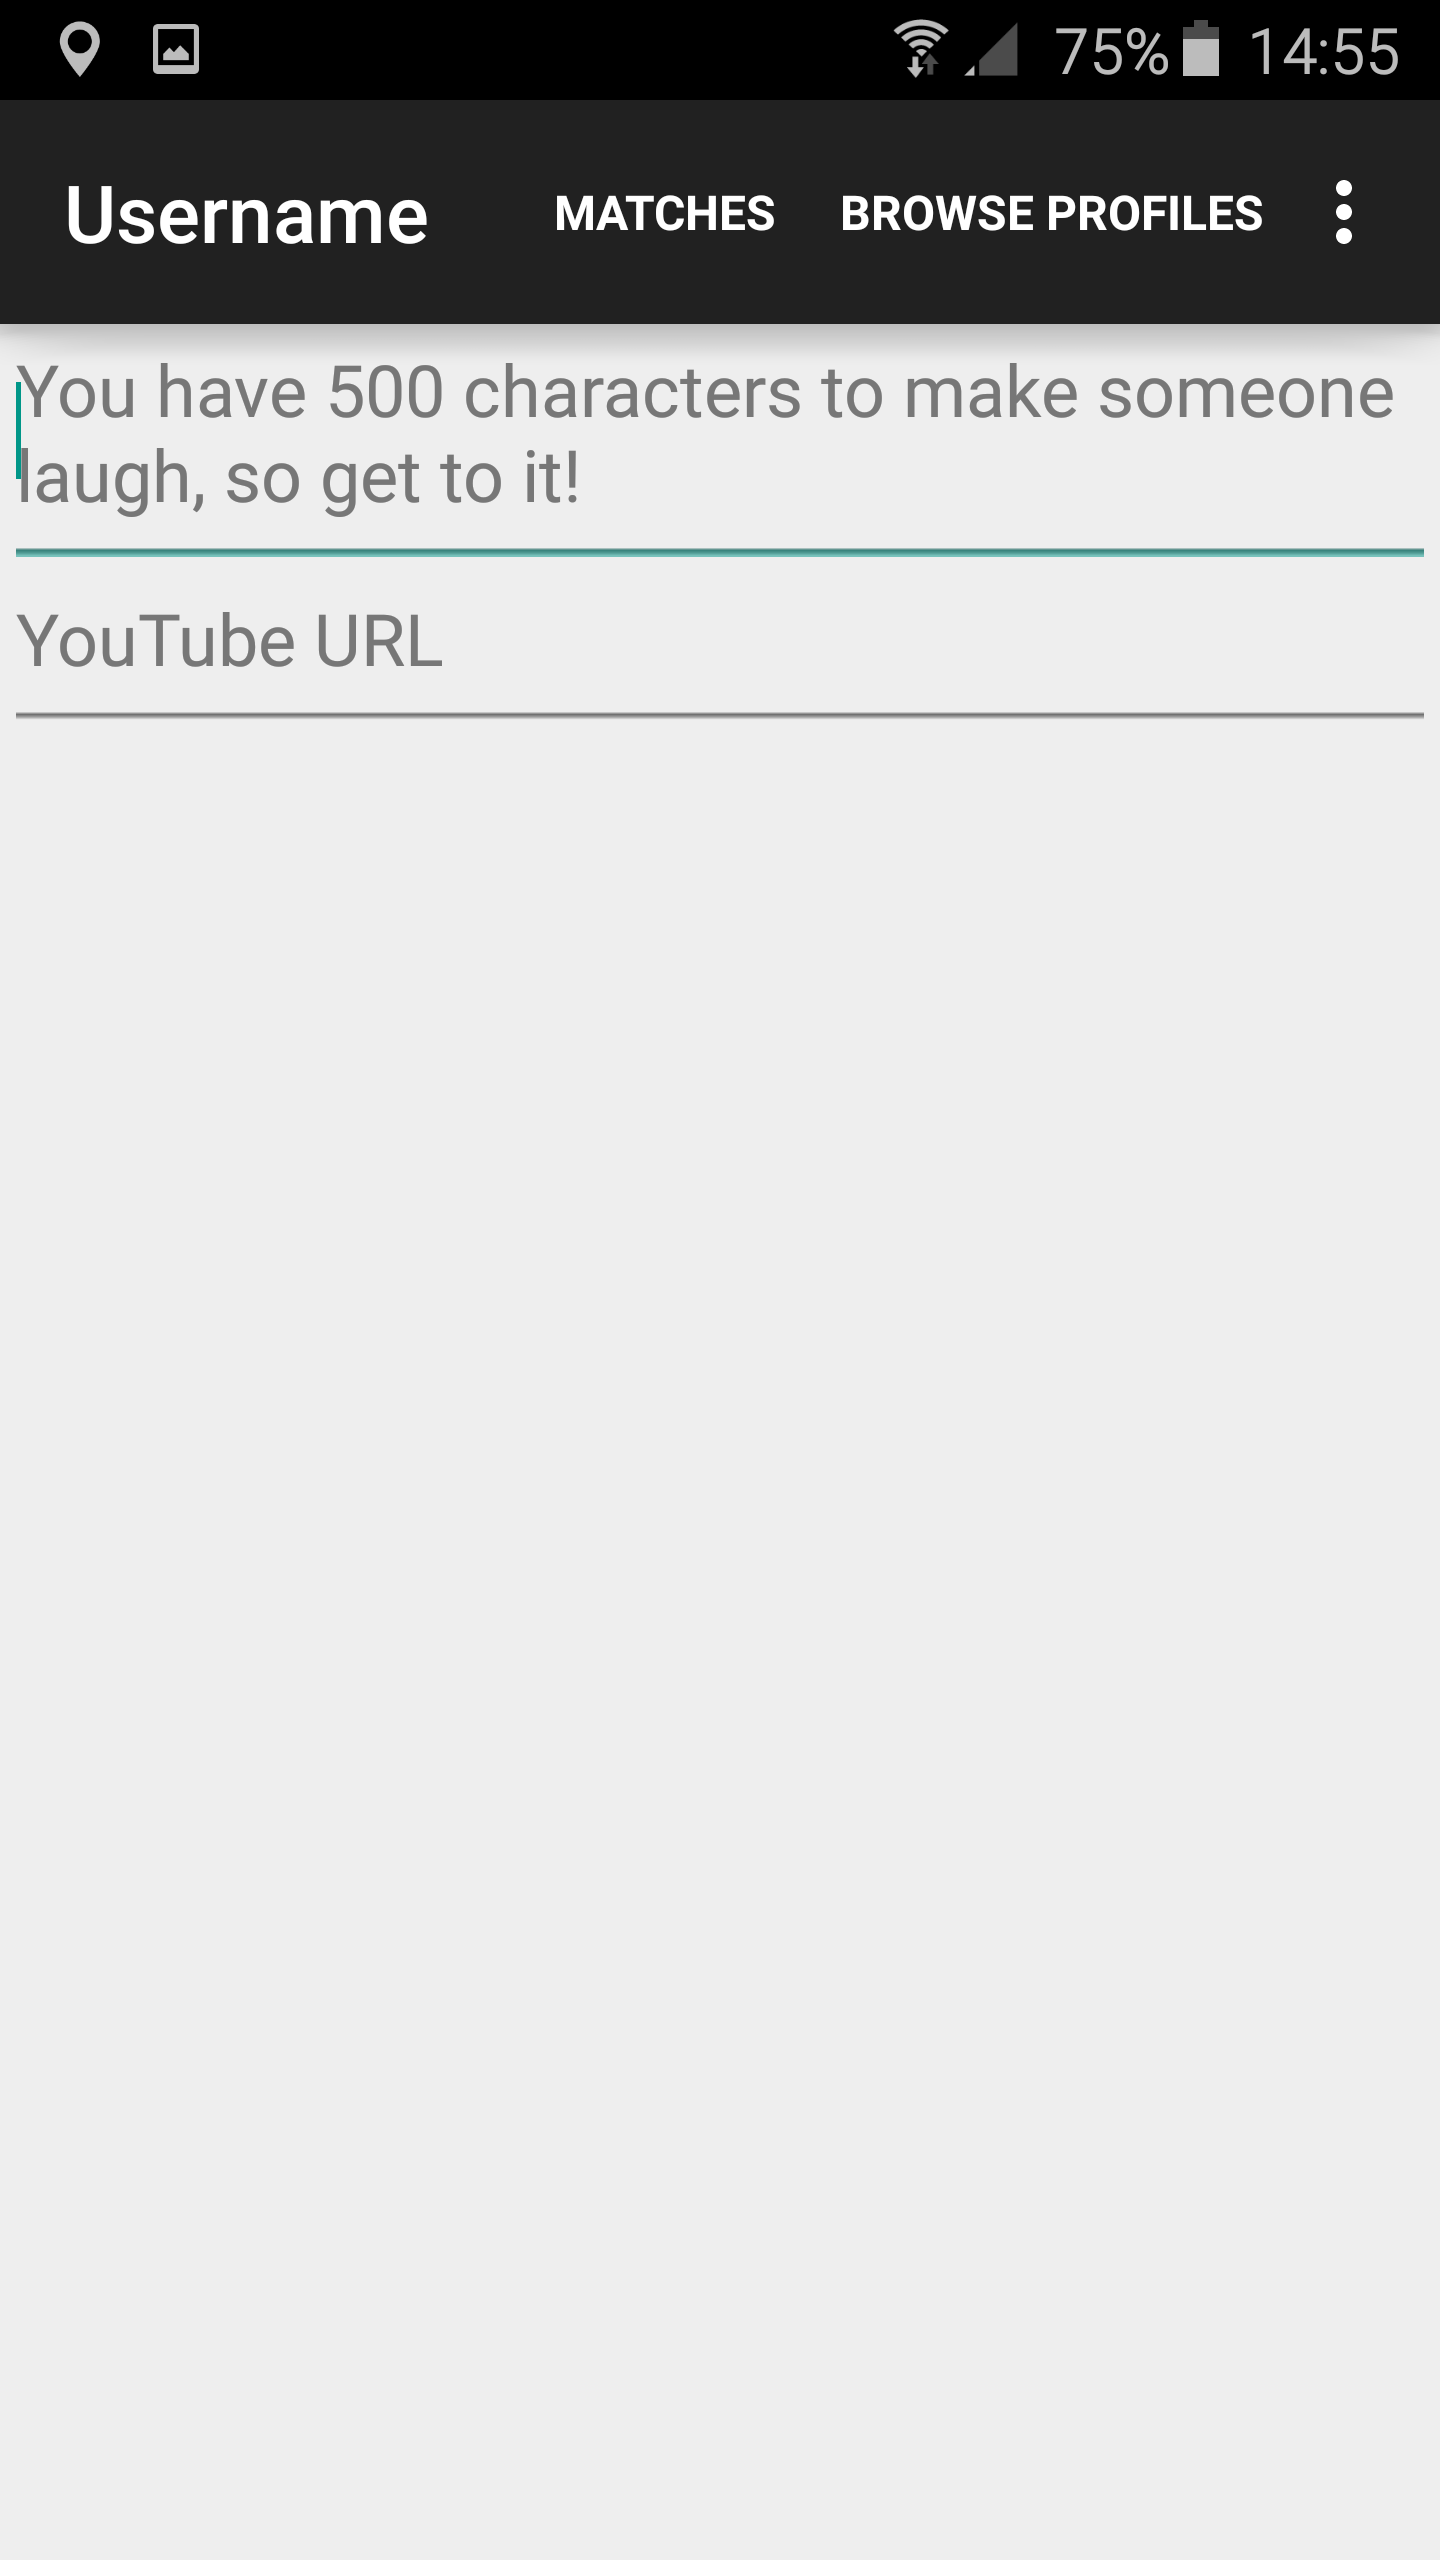 75% 14:55
Username MATCHES BROWSE PROFILES
You have 500 characters to make someone
laugh, so get to it!
YouTube URL